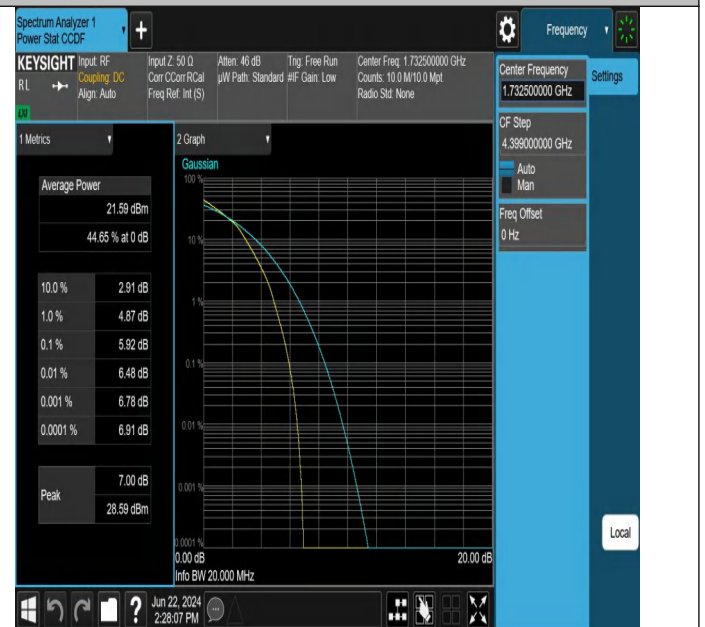 Spectrum Analyzer 1
Power Stat CCDF
+
Frequency
KEYSIGHT
RL
LXI
Input: RF
Coupling: DC
Align: Auto
Input Z: 50 Ω
Corr CCorr RCal
Freq Ref: Int (S)
Atten: 46 dB
µW Path: Standard
Trig: Free Run
#IF Gain: Low
Center Freq: 1.732500000 GHz
Counts: 10.0 M/10.0 Mpt
Radio Std: None
Center Frequency
1.732500000 GHz
Settings
CF Step
4.399000000 GHz
Auto
Man
Freq Offset
0 Hz
Local
1 Metrics
Average Power
21.59 dBm
44.65 % at 0 dB
10.0 % 2.91 dB
1.0 % 4.87 dB
0.1 % 5.92 dB
0.01 % 6.48 dB
0.001 % 6.78 dB
0.0001 % 6.91 dB
Peak
7.00 dB
28.59 dBm
2 Graph
Gaussian
100 %
10 %
1 %
0.1 %
0.01 %
0.001 %
0.0001 %
0.00 dB 20.00 dB
Info BW 20.000 MHz
?
Jun 22, 2024
2:28:07 PM